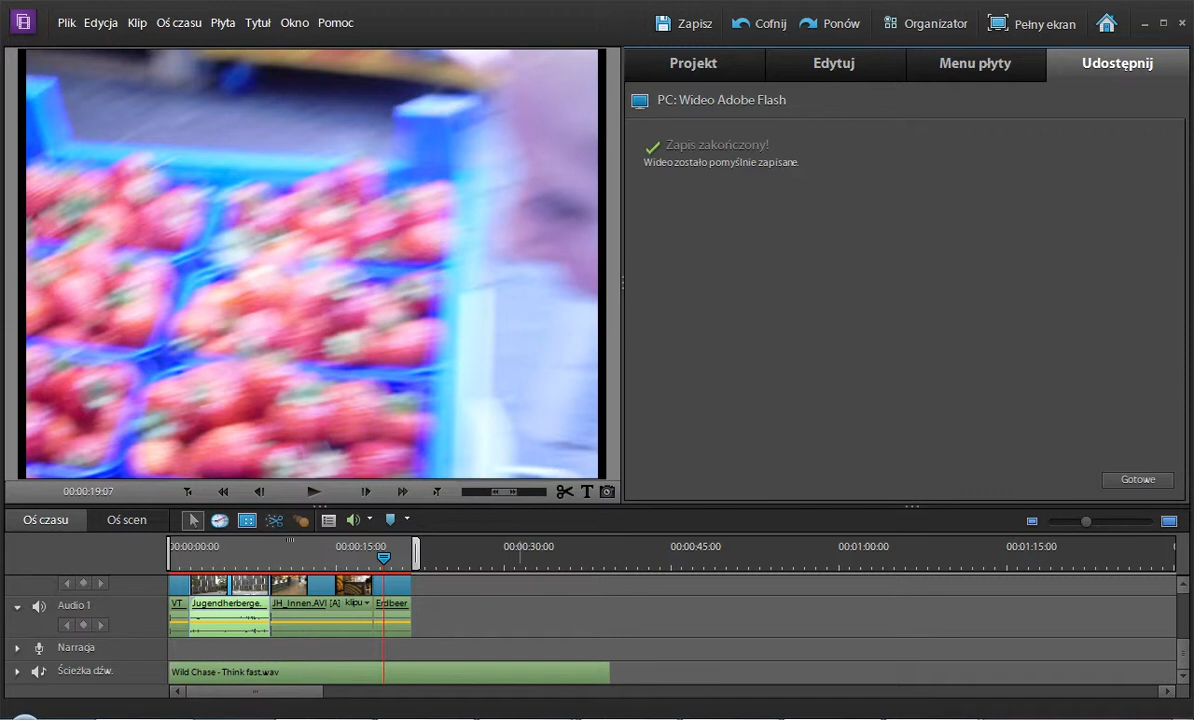 Plik Edycja Klip Oś czasu Płyta Tytuł Okno Pomoc Zapisz Cofnij Ponów Organizator Pełny ekran
Projekt Edytuj Menu płyty Udostępnij
PC: Wideo Adobe Flash
Zapis zakończony!
Wideo zostało pomyślnie zapisane.
Gotowe
00:00:19:07
T
Oś czasu Oś scen
00:00:00:00 00:00:15:00 00:00:30:00 00:00:45:00 00:01:00:00 00:01:15:00
Audio 1 VT Jugendherberge. JH_Innen.AVI [A] klipu Erdbeer
Narracja
Ścieżka dźw. Wild Chase - Think fast.wav